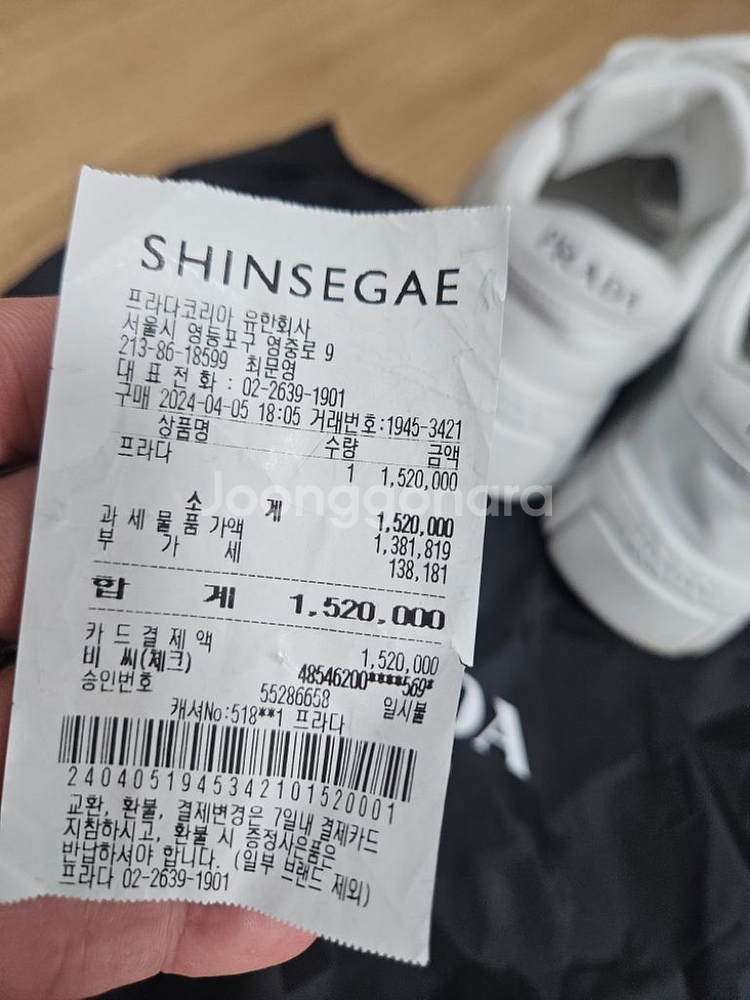 SHINSEGAE
프라다코리아 유한회사
서울시 영등포구 영중로 9
213-86-18599 최문영
대 표 전 화 : 02-2639-1901
구매 2024-04-05 18:05 거래번호:1945-3421
상품명 수량 금액
프라다 1 1,520,000
소 계 1,520,000
과 세 물 품 가액 1,381,819
부 가 세 138,181
합 계 1,520,000
카 드 결 제 액 1,520,000
비 씨(체크) 48546200****569*
승인번호 55286658 일시불
캐셔No:518**1 프라다
2404051945342101520001
교환, 환불, 결제변경은 7일내 결제카드
지참하시고, 환불 시 증정사은품은
반납하셔야 합니다. (일부 브랜드 제외)
프라다 02-2639-1901
Joonggonara
PRADA
DA